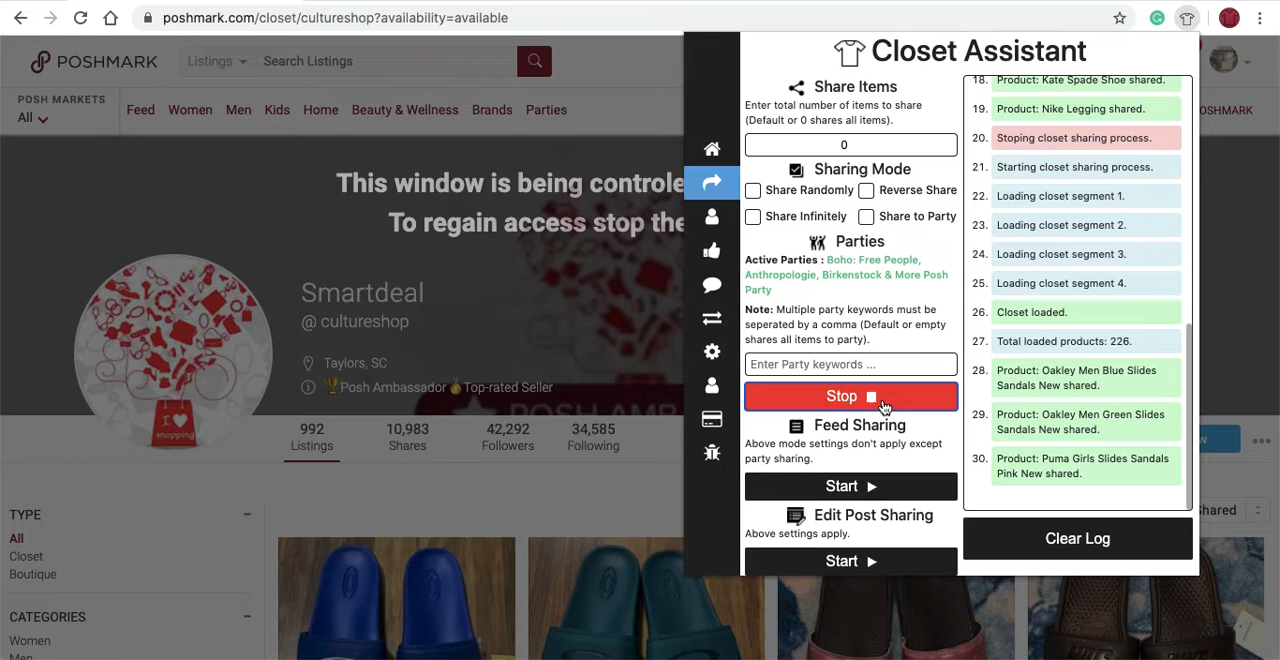 poshmark.com/closet/cultureshop?availability=available
POSHMARK
Listings
Search Listings
POSH MARKETS
All
Feed
Women
Men
Kids
Home
Beauty & Wellness
Brands
Parties
POSHMARK
This window is being controle
To regain access stop the
Smartdeal
@ cultureshop
Taylors, SC
Posh Ambassador
Top-rated Seller
992
Listings
10,983
Shares
42,292
Followers
34,585
Following
TYPE
All
Closet
Boutique
CATEGORIES
Women
Men
Closet Assistant
Share Items
Enter total number of items to share
(Default or 0 shares all items).
0
Sharing Mode
Share Randomly
Reverse Share
Share Infinitely
Share to Party
Parties
Active Parties : Boho: Free People,
Anthropologie, Birkenstock & More Posh
Party
Note: Multiple party keywords must be
seperated by a comma (Default or empty
shares all items to party).
Enter Party keywords ...
Stop
Feed Sharing
Above mode settings don't apply except
party sharing.
Start
Edit Post Sharing
Above settings apply.
Start
18. Product: Kate Spade Shoe shared.
19. Product: Nike Legging shared.
20. Stoping closet sharing process.
21. Starting closet sharing process.
22. Loading closet segment 1.
23. Loading closet segment 2.
24. Loading closet segment 3.
25. Loading closet segment 4.
26. Closet loaded.
27. Total loaded products: 226.
28. Product: Oakley Men Blue Slides
Sandals New shared.
29. Product: Oakley Men Green Slides
Sandals New shared.
30. Product: Puma Girls Slides Sandals
Pink New shared.
Clear Log
w
hared